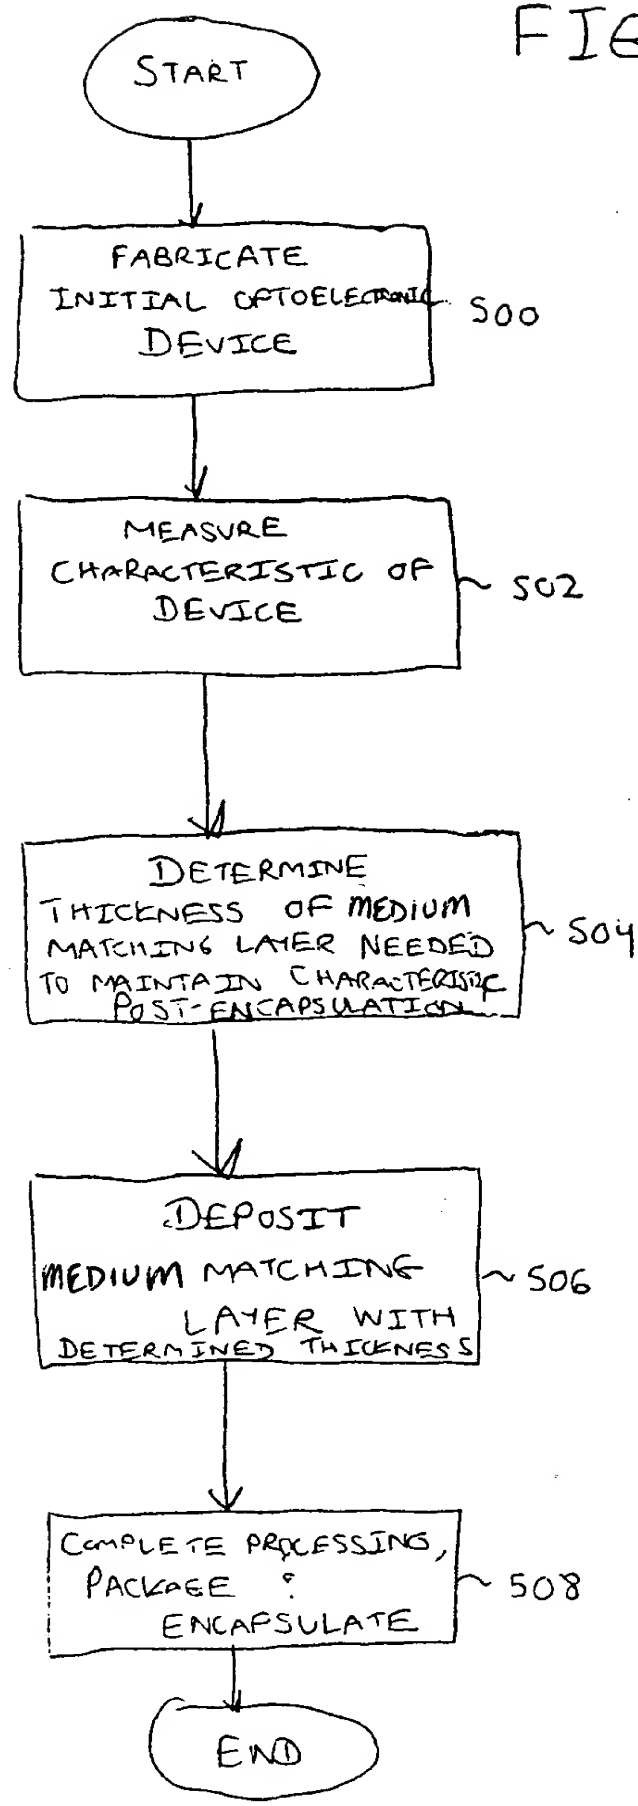 FIG
START
FABRICATE
INITIAL OPTOELECTRONIC
DEVICE
500
MEASURE
CHARACTERISTIC OF
DEVICE
502
DETERMINE
THICKNESS OF MEDIUM
MATCHING LAYER NEEDED
TO MAINTAIN CHARACTERISTIC
POST-ENCAPSULATION
504
DEPOSIT
MEDIUM MATCHING
LAYER WITH
DETERMINED THICKNESS
506
COMPLETE PROCESSING,
PACKAGE &
ENCAPSULATE
508
END